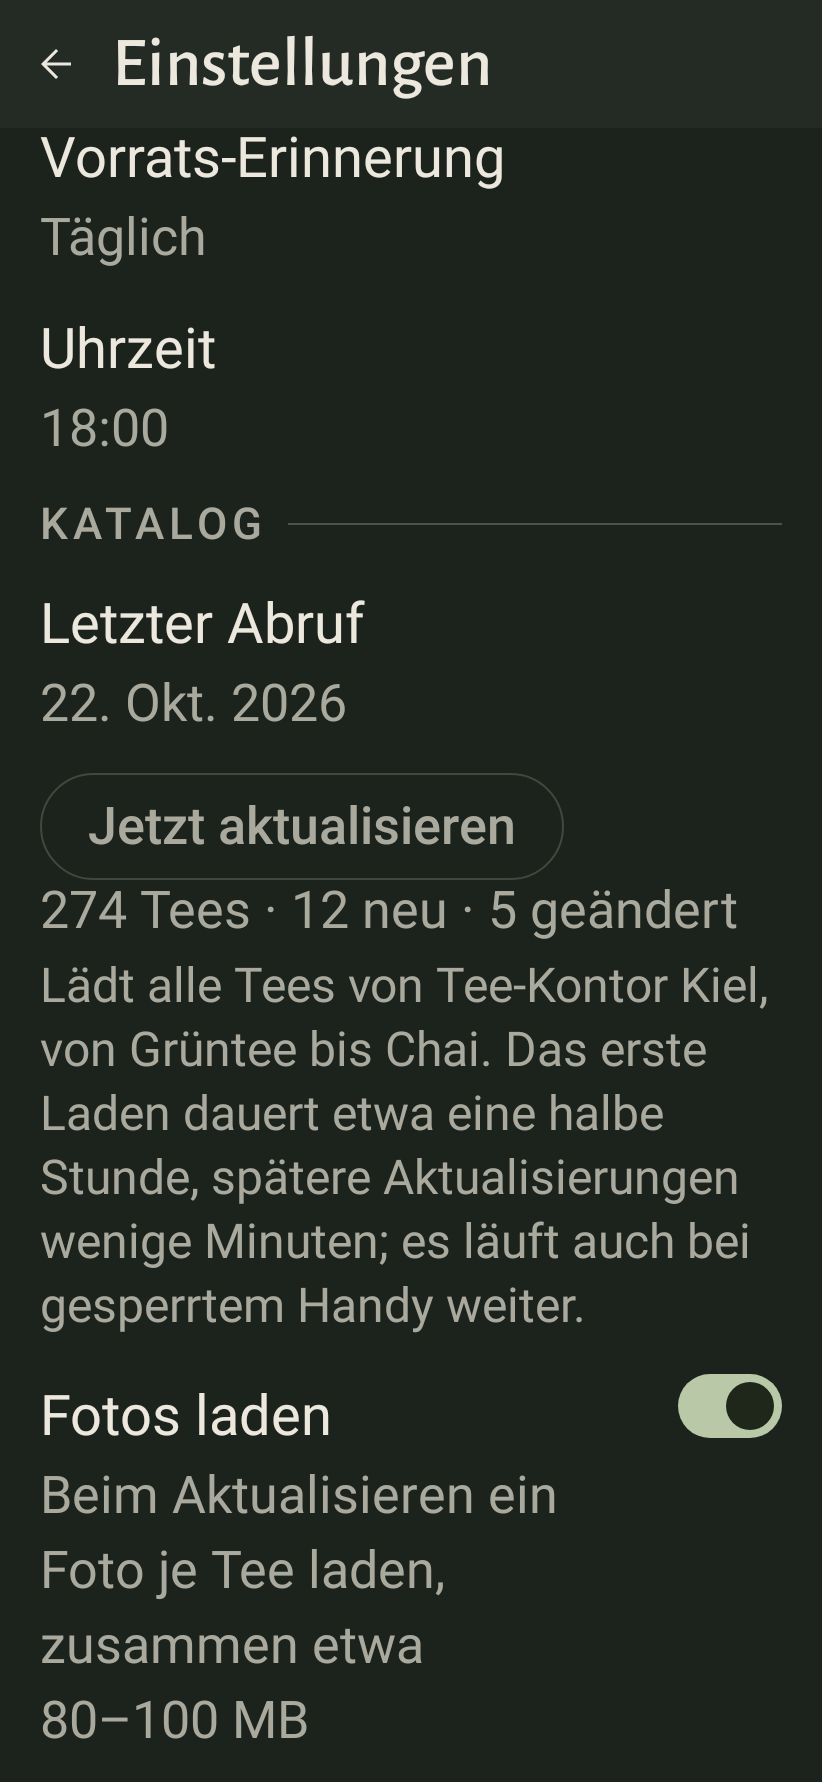 Einstellungen
Vorrats-Erinnerung
Täglich
Uhrzeit
18:00
KATALOG
Letzter Abruf
22. Okt. 2026
Jetzt aktualisieren
274 Tees · 12 neu · 5 geändert
Lädt alle Tees von Tee-Kontor Kiel,
von Grüntee bis Chai. Das erste
Laden dauert etwa eine halbe
Stunde, spätere Aktualisierungen
wenige Minuten; es läuft auch bei
gesperrtem Handy weiter.
Fotos laden
Beim Aktualisieren ein
Foto je Tee laden,
zusammen etwa
80–100 MB